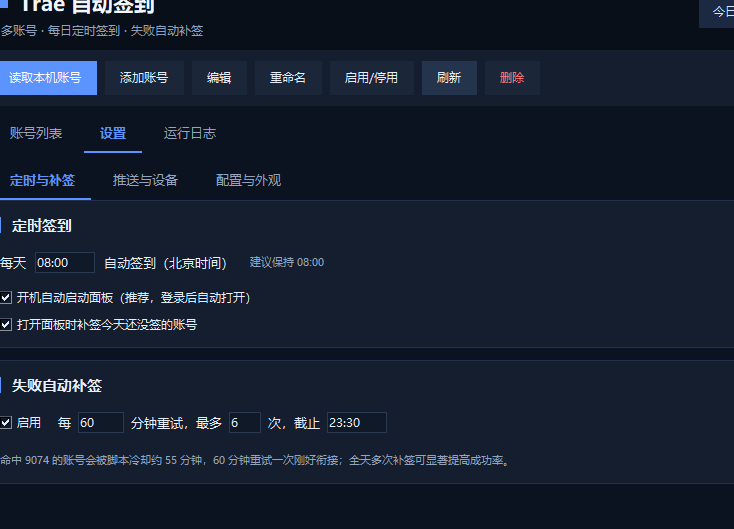 Trae 自动签到
今日
多账号 · 每日定时签到 · 失败自动补签
读取本机账号 添加账号 编辑 重命名 启用/停用 刷新 删除
账号列表 设置 运行日志
定时与补签 推送与设备 配置与外观
定时签到
每天 08:00 自动签到（北京时间） 建议保持 08:00
开机自动启动面板（推荐，登录后自动打开）
打开面板时补签今天还没签的账号
失败自动补签
启用 每 60 分钟重试，最多 6 次，截止 23:30
命中 9074 的账号会被脚本冷却约 55 分钟，60 分钟重试一次刚好衔接；全天多次补签可显著提高成功率。